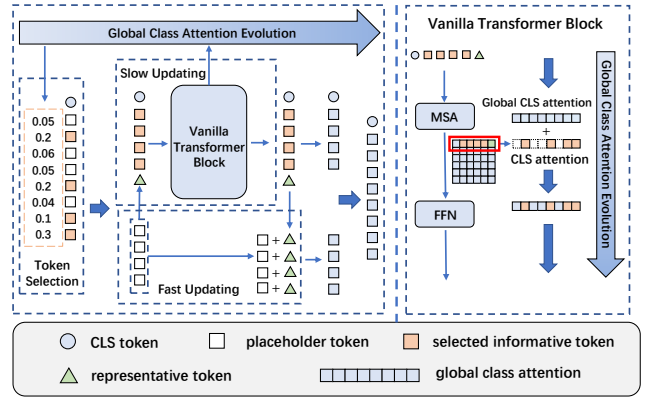 Global Class Attention Evolution
Slow Updating
0.05
0.2
0.06
0.05
0.2
0.04
0.1
0.3
Token
Selection
Vanilla
Transformer
Block
+
+
+
+
Fast Updating
Vanilla Transformer Block
MSA
FFN
Global CLS attention
+
CLS attention
Global Class Attention Evolution
CLS token
placeholder token
selected informative token
representative token
global class attention